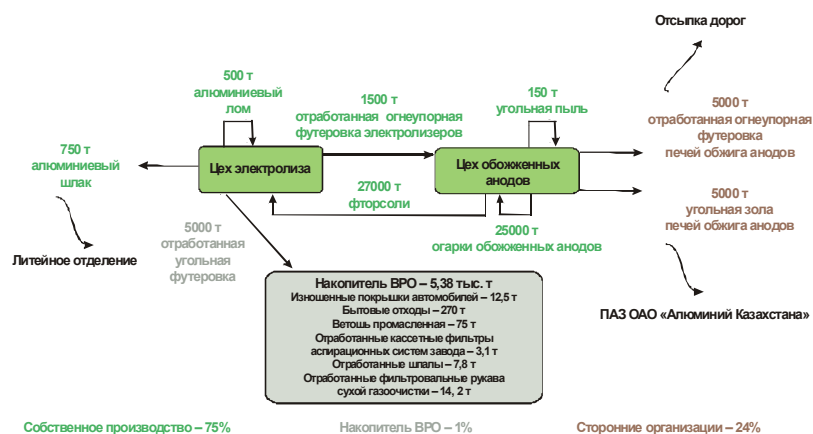 Отсыпка дорог
500 т
алюминиевый
лом
1500 т
отработанная огнеупорная
футеровка электролизеров
150 т
угольная пыль
5000 т
отработанная огнеупорная
футеровка
печей обжига анодов
750 т
алюминиевый
шлак
Цех электролиза
Цех обожженных
анодов
27000 т
фторсоли
5000 т
угольная зола
печей обжига анодов
25000 т
огарки обожженных анодов
5000 т
отработанная
угольная
футеровка
Литейное отделение
Накопитель ВРО – 5,38 тыс. т
Изношенные покрышки автомобилей – 12,5 т
Бытовые отходы – 270 т
Ветошь промасленная – 75 т
Отработанные кассетные фильтры
аспирационных систем завода – 3,1 т
Отработанные шпалы – 7,8 т
Отработанные фильтровальные рукава
сухой газоочистки – 14, 2 т
ПАЗ ОАО «Алюминий Казахстана»
Собственное производство – 75%
Накопитель ВРО – 1%
Сторонние организации – 24%